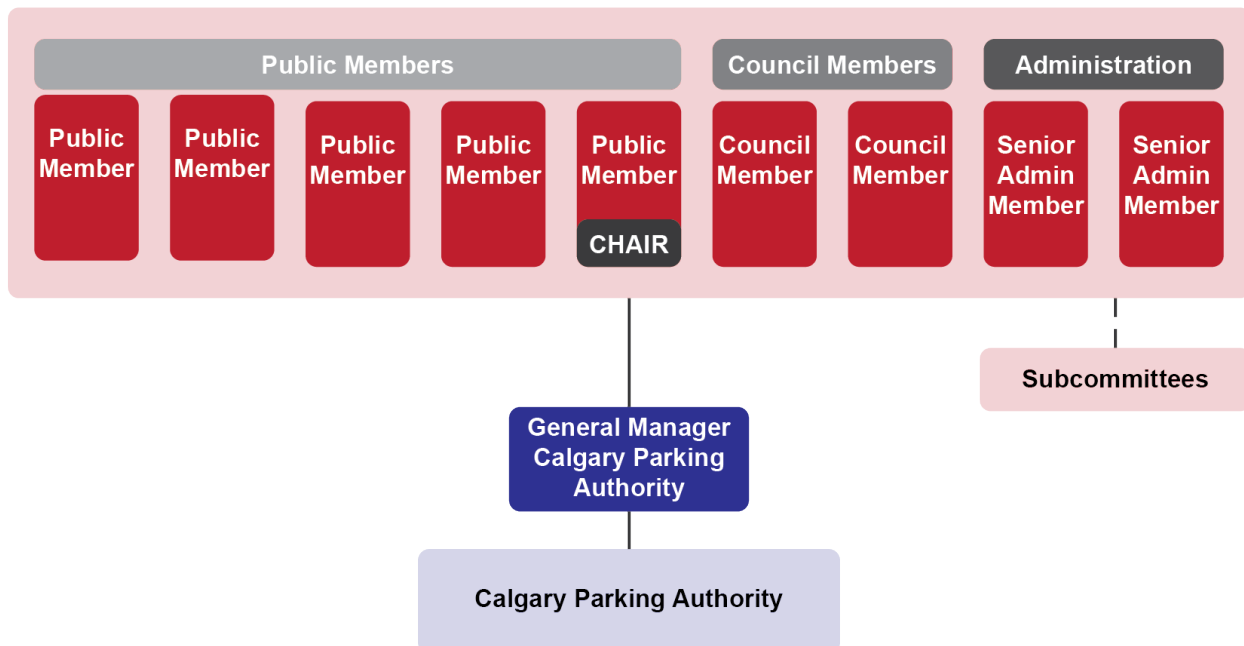 Public Members
Council Members
Administration
Public
Member
Public
Member
Public
Member
Public
Member
Public
Member
CHAIR
Council
Member
Council
Member
Senior
Admin
Member
Senior
Admin
Member
Subcommittees
General Manager
Calgary Parking
Authority
Calgary Parking Authority